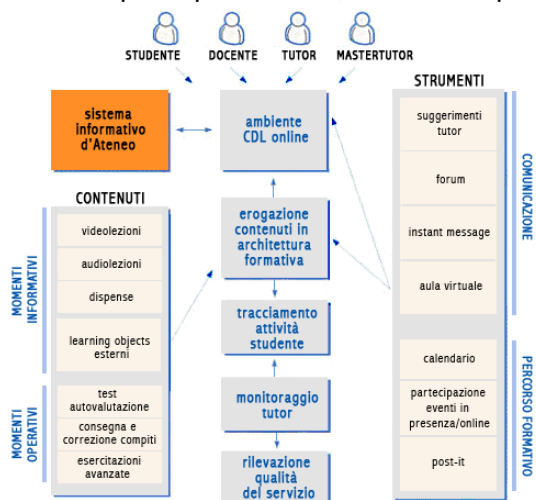 STUDENTE DOCENTE TUTOR MASTERTUTOR
sistema
informativo
d'Ateneo
ambiente
CDL online
STRUMENTI
suggerimenti
tutor
forum
instant message
aula virtuale
COMUNICAZIONE
CONTENUTI
videolezioni
audiolezioni
dispense
learning objects
esterni
MOMENTI
INFORMATIVI
erogazione
contenuti in
architettura
formativa
tracciamento
attività
studente
calendario
partecipazione
eventi in
presenza/online
post-it
PERCORSO FORMATIVO
test
autovalutazione
consegna e
correzione compiti
esercitazioni
avanzate
MOMENTI
OPERATIVI
monitoraggio
tutor
rilevazione
qualità
del servizio